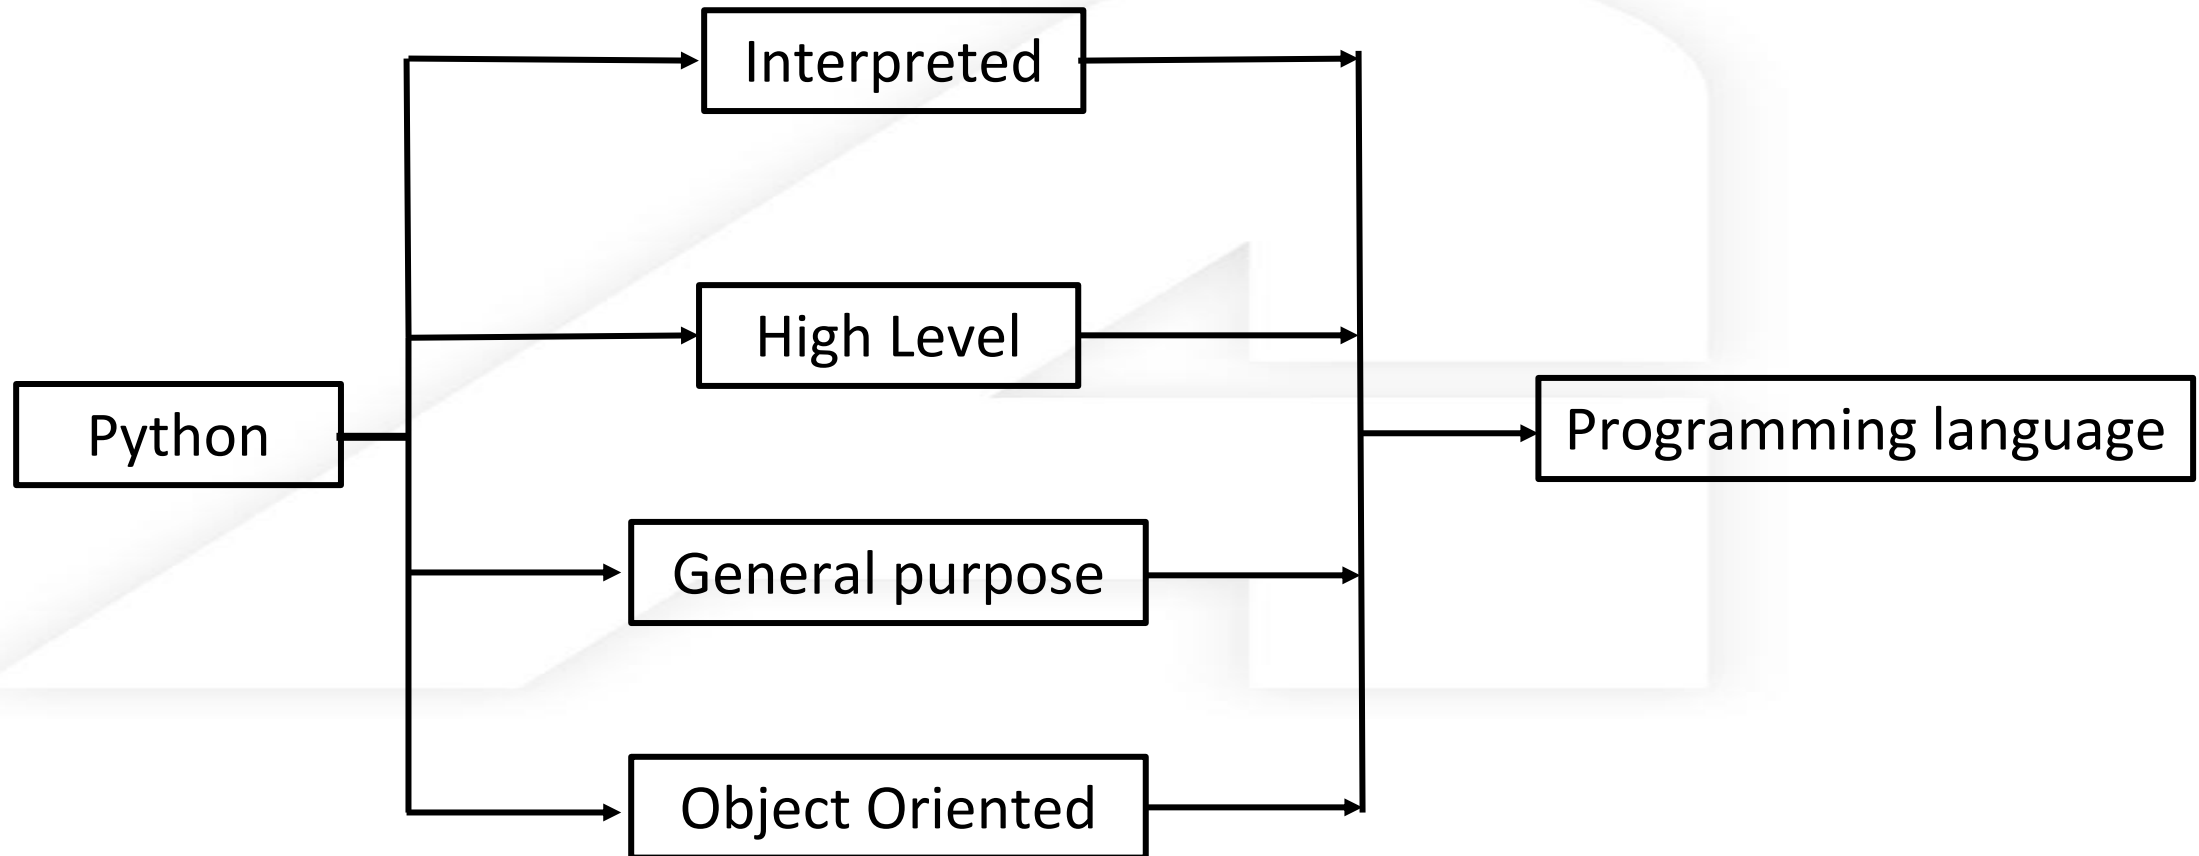 Interpreted
High Level
Python
Programming language
General purpose
Object Oriented